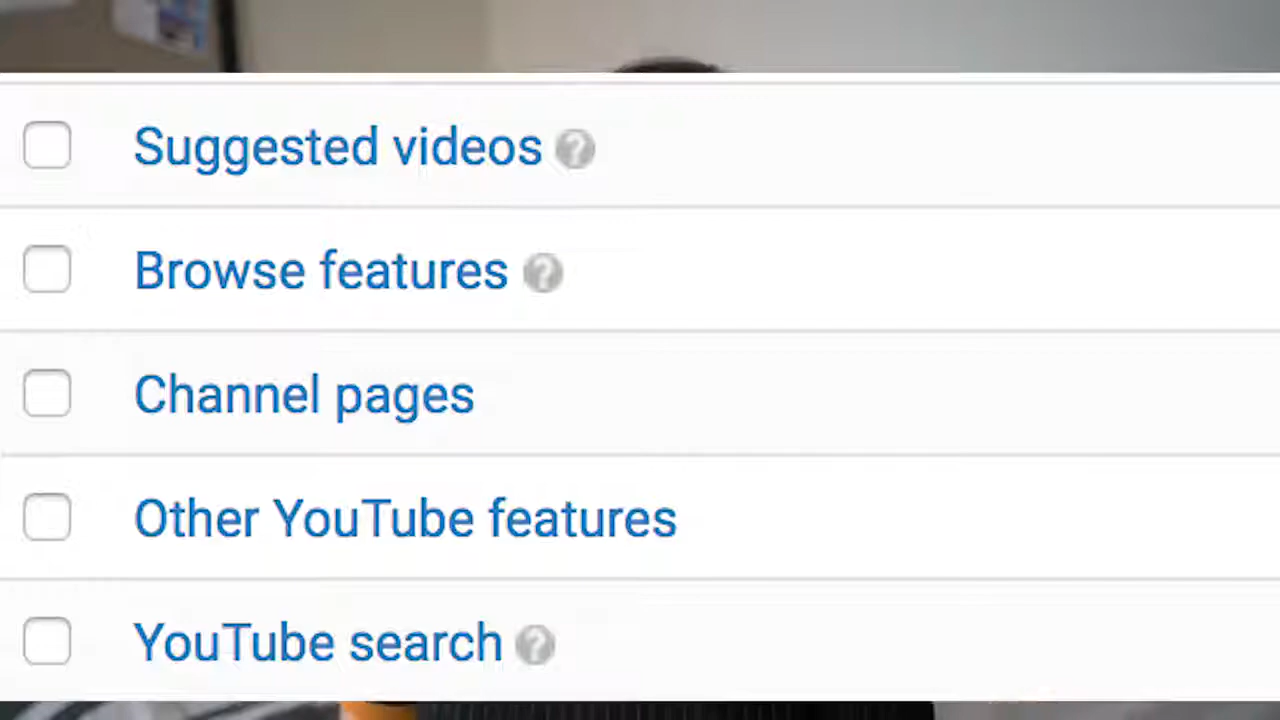 Suggested videos ?
Browse features ?
Channel pages
Other YouTube features
YouTube search ?